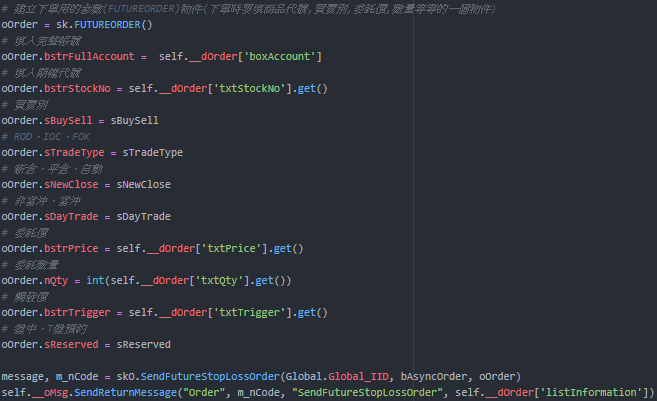 # 建立下單用的參數(FUTUREORDER)物件(下單時要填商品代號,買賣別,委託價,數量等等的一個物件)
oOrder = sk.FUTUREORDER()
# 填入完整帳號
oOrder.bstrFullAccount =  self.__dOrder['boxAccount']
# 填入期權代號
oOrder.bstrStockNo = self.__dOrder['txtStockNo'].get()
# 買賣別
oOrder.sBuySell = sBuySell
# ROD、IOC、FOK
oOrder.sTradeType = sTradeType
# 新倉、平倉、自動
oOrder.sNewClose = sNewClose
# 非當沖、當沖
oOrder.sDayTrade = sDayTrade
# 委託價
oOrder.bstrPrice = self.__dOrder['txtPrice'].get()
# 委託數量
oOrder.nQty = int(self.__dOrder['txtQty'].get())
# 觸發價
oOrder.bstrTrigger = self.__dOrder['txtTrigger'].get()
# 盤中、T盤預約
oOrder.sReserved = sReserved
message, m_nCode = skO.SendFutureStopLossOrder(Global.Global_IID, bAsyncOrder, oOrder)
self.__oMsg.SendReturnMessage("Order", m_nCode, "SendFutureStopLossOrder", self.__dOrder['listInformation'])